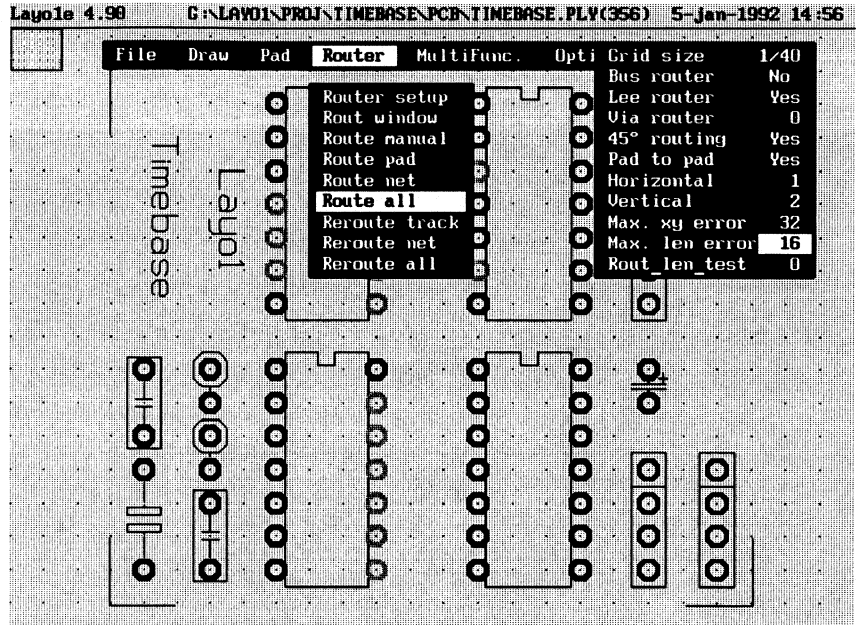 Layo1e 4.90 G:\LAYO1\PROJ\TIMEBASE\PCB\TIMEBASE.PLY(356) 5-jan-1992 14:56
File Draw Pad Router MultiFunc. Opti
Router setup
Rout window
Route manual
Route pad
Route net
Route all
Reroute track
Reroute net
Reroute all
Grid size 1/40
Bus router No
Lee router Yes
Via router 0
45° routing Yes
Pad to pad Yes
Horizontal 1
Vertical 2
Max. xy error 32
Max. len error 16
Rout_len_test 0
Timebase
Layo1
+